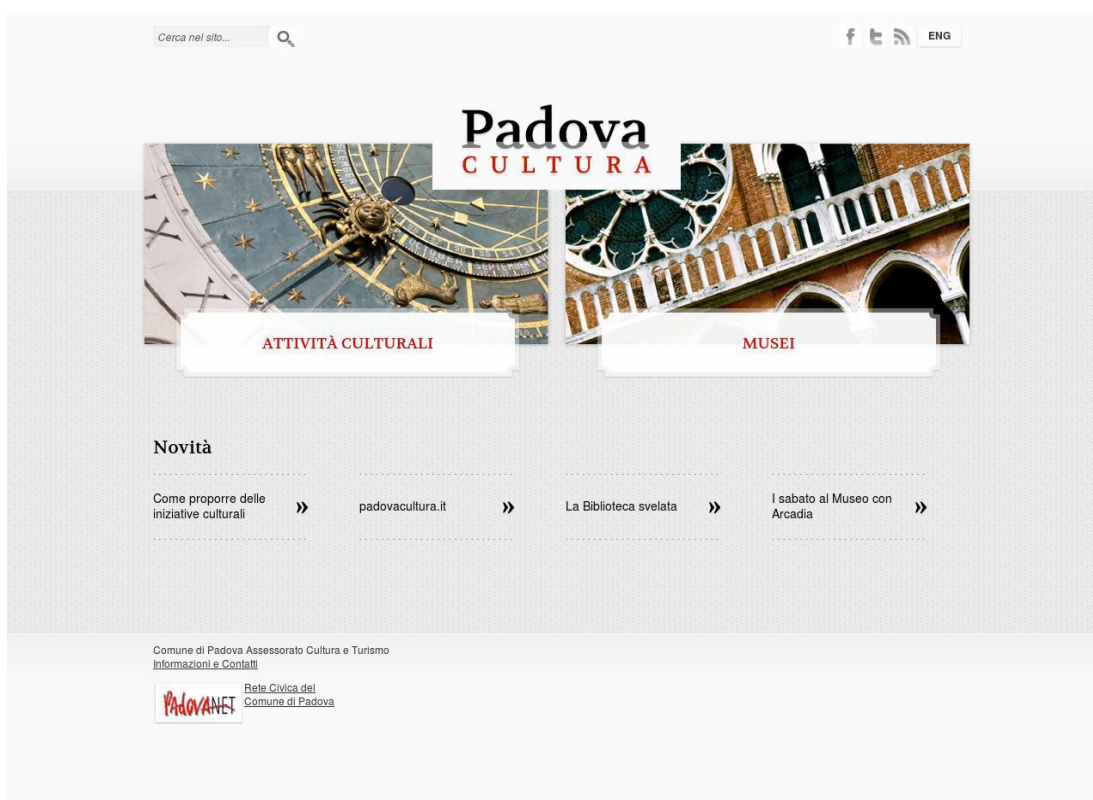 Cerca nel sito...
ENG
Padova
CULTURA
OCTOBER
SEPTEMBER
ATTIVITÀ CULTURALI
MUSEI
Novità
Come proporre delle
iniziative culturali
padovacultura.it
La Biblioteca svelata
I sabato al Museo con
Arcadia
Comune di Padova Assessorato Cultura e Turismo
Informazioni e Contatti
PAdOVANET
Rete Civica del
Comune di Padova